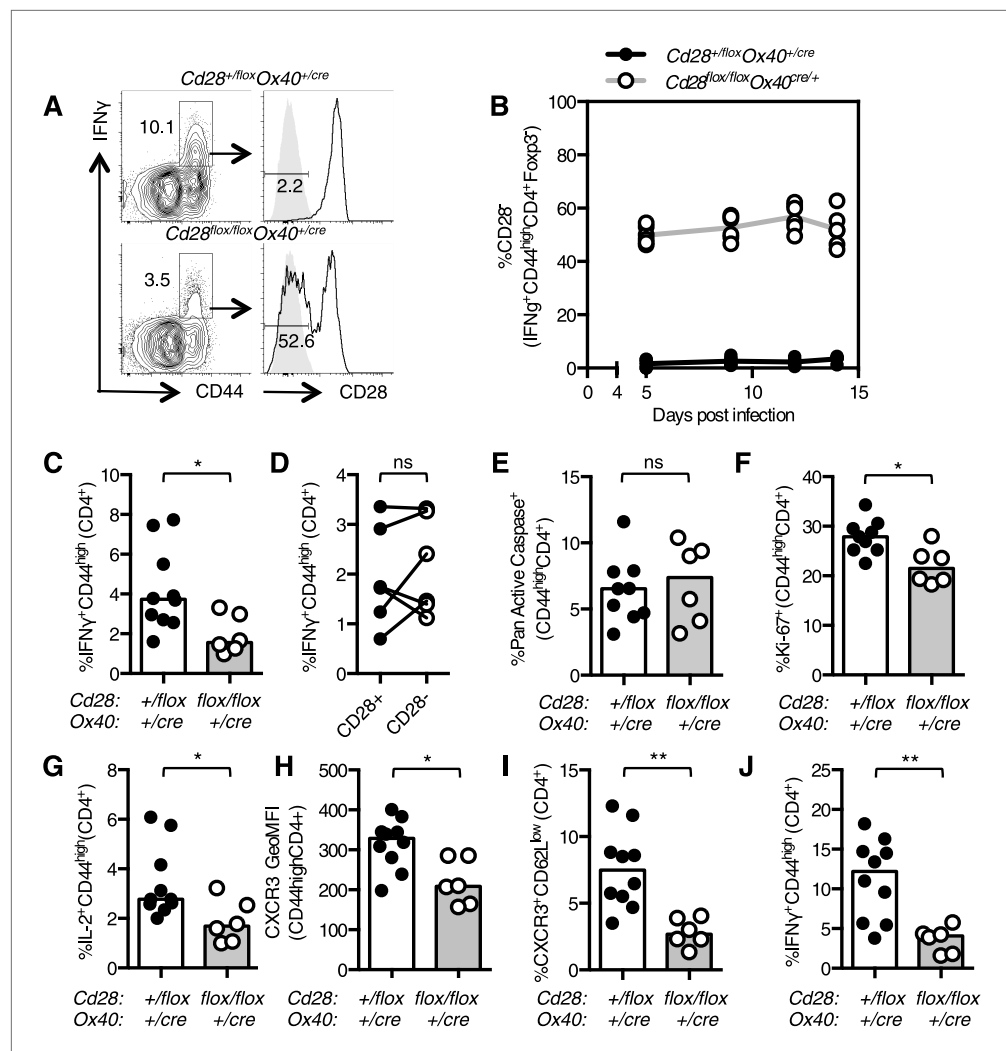 Cd28+/floxOx40+/cre
Cd28flox/floxOx40cre/+
A
Cd28+/floxOx40+/cre
IFNγ
10.1
2.2
Cd28flox/floxOx40+/cre
3.5
52.6
CD44
CD28
B
%CD28-
(IFNg+CD44highCD4+Foxp3-)
100
80
60
40
20
0
0 4 5 10 15
Days post infection
C
%IFNγ+CD44high (CD4+)
10
8
6
4
2
0
*
Cd28: +/flox flox/flox
Ox40: +/cre +/cre
D
%IFNγ+CD44high (CD4+)
4
3
2
1
0
ns
CD28+
CD28-
E
%Pan Active Caspase+
(CD44highCD4+)
15
10
5
0
ns
Cd28: +/flox flox/flox
Ox40: +/cre +/cre
F
%Ki-67+ (CD44highCD4+)
40
30
20
10
0
*
Cd28: +/flox flox/flox
Ox40: +/cre +/cre
G
%IL-2+CD44high(CD4+)
8
6
4
2
0
*
Cd28: +/flox flox/flox
Ox40: +/cre +/cre
H
CXCR3 GeoMFI
(CD44highCD4+)
500
400
300
200
100
0
*
Cd28: +/flox flox/flox
Ox40: +/cre +/cre
I
%CXCR3+CD62Llow (CD4+)
15
10
5
0
**
Cd28: +/flox flox/flox
Ox40: +/cre +/cre
J
%IFNγ+CD44high (CD4+)
25
20
15
10
5
0
**
Cd28: +/flox flox/flox
Ox40: +/cre +/cre